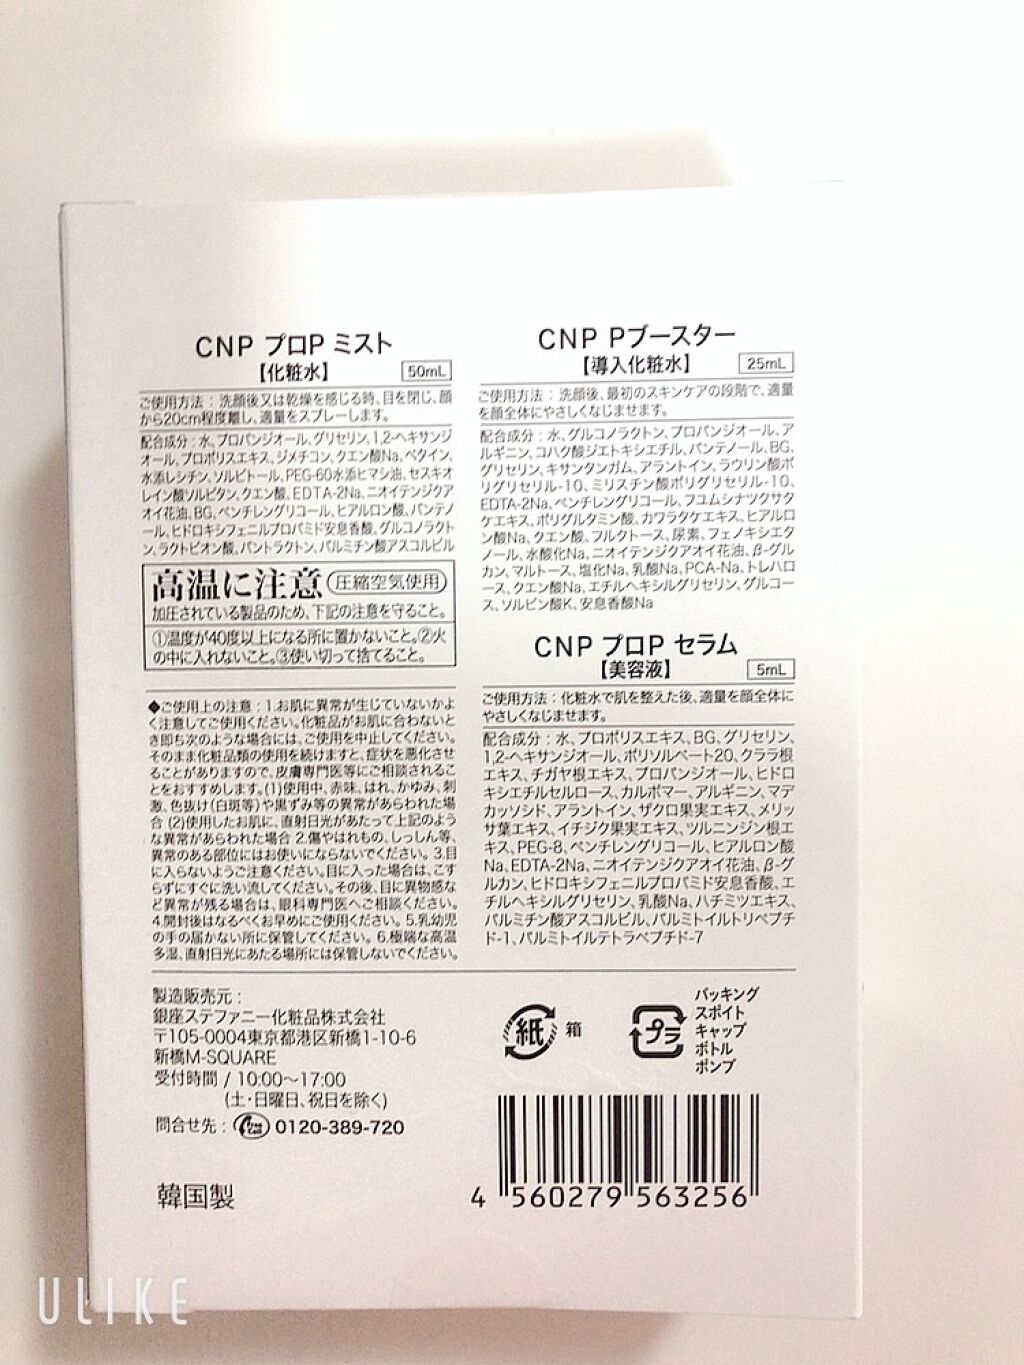 CNP プロP ミスト
【化粧水】 50mL
ご使用方法：洗顔後又は乾燥を感じる時、目を閉じ、顔
から20cm程度離し、適量をスプレーします。
配合成分：水、プロパンジオール、グリセリン、1,2-ヘキサンジ
オール、プロポリスエキス、ジメチコン、クエン酸Na、ベタイン、
水添レシチン、ソルビトール、PEG-60水添ヒマシ油、セスキオ
レイン酸ソルビタン、クエン酸、EDTA-2Na、ニオイテンジクア
オイ花油、BG、ペンチレングリコール、ヒアルロン酸、パンテノ
ール、ヒドロキシフェニルプロパミド安息香酸、グルコノラクト
ン、ラクトビオン酸、パントラクトン、パルミチン酸アスコルビル
高温に注意 (圧縮空気使用)
加圧されている製品のため、下記の注意を守ること。
①温度が40度以上になる所に置かないこと。②火
の中に入れないこと。③使い切って捨てること。
◆ご使用上の注意：1.お肌に異常が生じていないかよ
く注意してご使用ください。化粧品がお肌に合わないと
き即ち次のような場合には、ご使用を中止してください。
そのまま化粧品類の使用を続けますと、症状を悪化させ
ることがありますので、皮膚専門医等にご相談されるこ
とをおすすめします。(1)使用中、赤味、はれ、かゆみ、刺
激、色抜け(白斑等)や黒ずみ等の異常があらわれた場
合 (2)使用したお肌に、直射日光があたって上記のよう
な異常があらわれた場合 2.傷やはれもの、しっしん等、
異常のある部位にはお使いにならないでください。 3.目
に入らないようご注意ください。目に入った場合は、こす
らずにすぐに洗い流してください。その後、目に異物感な
ど異常が残る場合は、眼科専門医へご相談ください。
4.開封後はなるべくお早めにご使用ください。 5.乳幼児
の手の届かない所に保管してください。 6.極端な高温
多湿、直射日光にあたる場所には保管しないでください。
CNP Pブースター
【導入化粧水】 25mL
ご使用方法：洗顔後、最初のスキンケアの段階で、適量
を顔全体にやさしくなじませます。
配合成分：水、グルコノラクトン、プロパンジオール、ア
ルギニン、コハク酸ジエトキシエチル、パンテノール、BG、
グリセリン、キサンタンガム、アラントイン、ラウリン酸ポ
リグリセリル-10、ミリスチン酸ポリグリセリル-10、
EDTA-2Na、ペンチレングリコール、フユムシナツクサタ
ケエキス、ポリグルタミン酸、カワラタケエキス、ヒアルロ
ン酸Na、クエン酸、フルクトース、尿素、フェノキシエタ
ノール、水酸化Na、ニオイテンジクアオイ花油、β-グル
カン、マルトース、塩化Na、乳酸Na、PCA-Na、トレハロ
ース、クエン酸Na、エチルヘキシルグリセリン、グルコー
ス、ソルビン酸K、安息香酸Na
CNP プロP セラム
【美容液】 5mL
ご使用方法：化粧水で肌を整えた後、適量を顔全体に
やさしくなじませます。
配合成分：水、プロポリスエキス、BG、グリセリン、
1,2-ヘキサンジオール、ポリソルベート20、クララ根
エキス、チガヤ根エキス、プロパンジオール、ヒドロ
キシエチルセルロース、カルボマー、アルギニン、マデ
カッソシド、アラントイン、ザクロ果実エキス、メリッ
サ葉エキス、イチジク果実エキス、ツルニンジン根エ
キス、PEG-8、ペンチレングリコール、ヒアルロン酸
Na、EDTA-2Na、ニオイテンジクアオイ花油、β-グ
ルカン、ヒドロキシフェニルプロパミド安息香酸、エ
チルヘキシルグリセリン、乳酸Na、ハチミツエキス、
パルミチン酸アスコルビル、パルミトイルトリペプチ
ド-1、パルミトイルテトラペプチド-7
製造販売元：
銀座ステファニー化粧品株式会社
〒105-0004東京都港区新橋1-10-6
新橋M-SQUARE
受付時間 / 10:00～17:00
(土・日曜日、祝日を除く)
問合せ先： Free Call 0120-389-720
韓国製
紙 箱
プラ
パッキング
スポイト
キャップ
ボトル
ポンプ
4 560279 563256
ULIKE